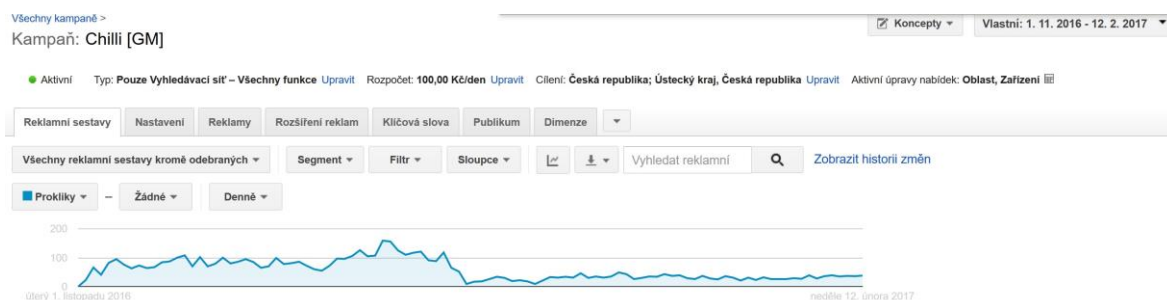 Všechny kampaně >
Kampaň: Chilli [GM]
Koncepty
Vlastní: 1. 11. 2016 - 12. 2. 2017
Aktivní Typ: Pouze Vyhledávací síť – Všechny funkce Upravit Rozpočet: 100,00 Kč/den Upravit Cílení: Česká republika; Ústecký kraj, Česká republika Upravit Aktivní úpravy nabídek: Oblast, Zařízení
Reklamní sestavy Nastavení Reklamy Rozšíření reklam Klíčová slova Publikum Dimenze
Všechny reklamní sestavy kromě odebraných Segment Filtr Sloupce Vyhledat reklamní Zobrazit historii změn
Prokliky – Žádné Denně
200
100
0
úterý 1. listopadu 2016 neděle 12. února 2017